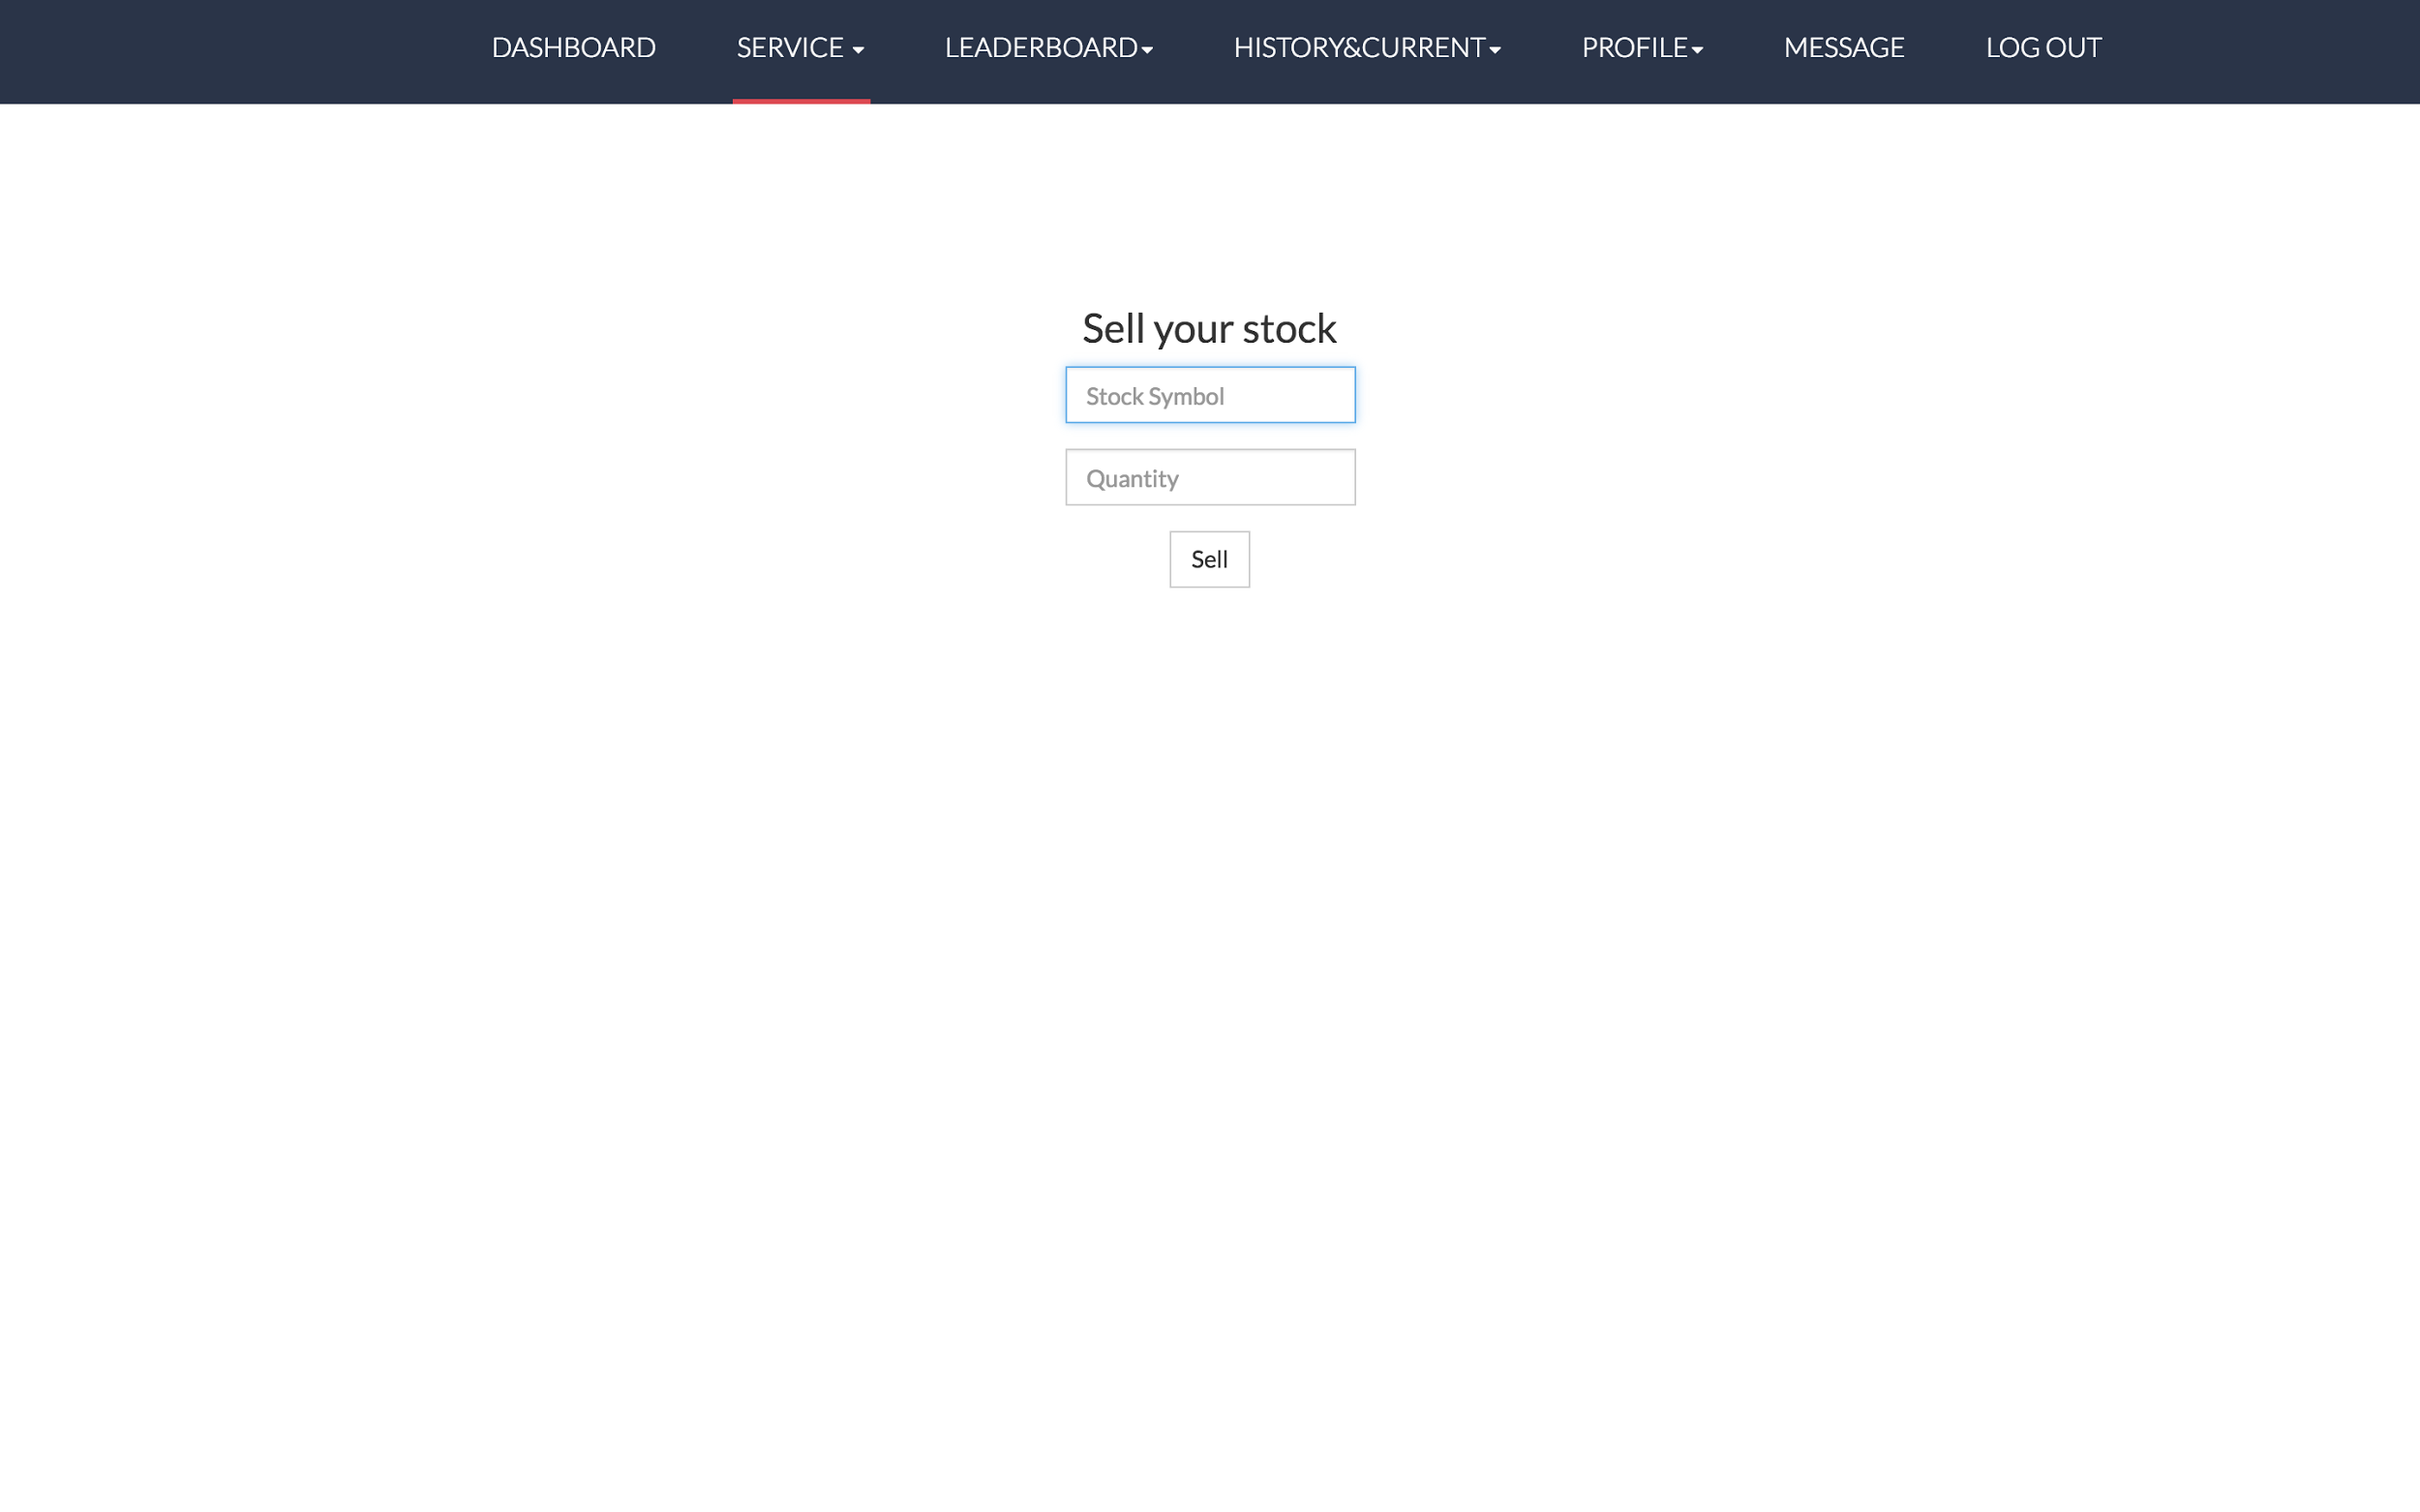 DASHBOARD SERVICE LEADERBOARD HISTORY&CURRENT PROFILE MESSAGE LOG OUT
Sell your stock
Stock Symbol
Quantity
Sell